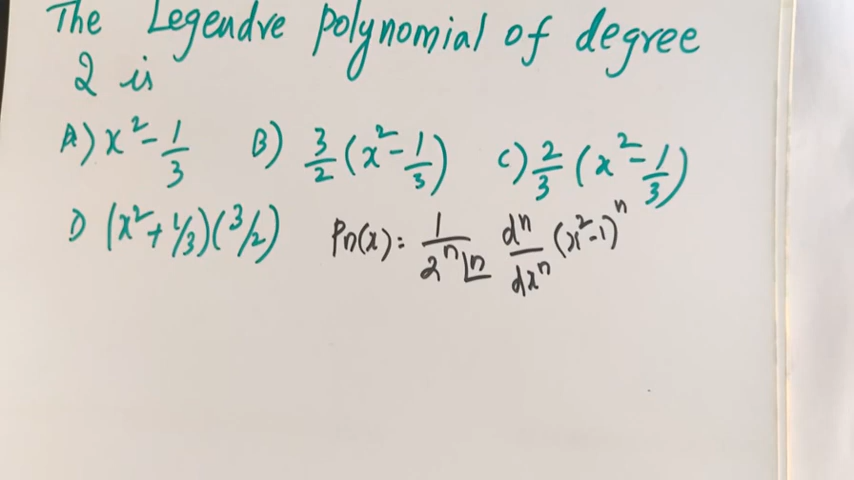 The Legendre polynomial of degree
2 is
A) x² - 1/3 B) 3/2 (x² - 1/3) C) 2/3 (x² - 1/3)
D (x² + 1/3)(3/2) Pn(x) = 1/(2ⁿ |n) dⁿ/dxⁿ (x² - 1)ⁿ